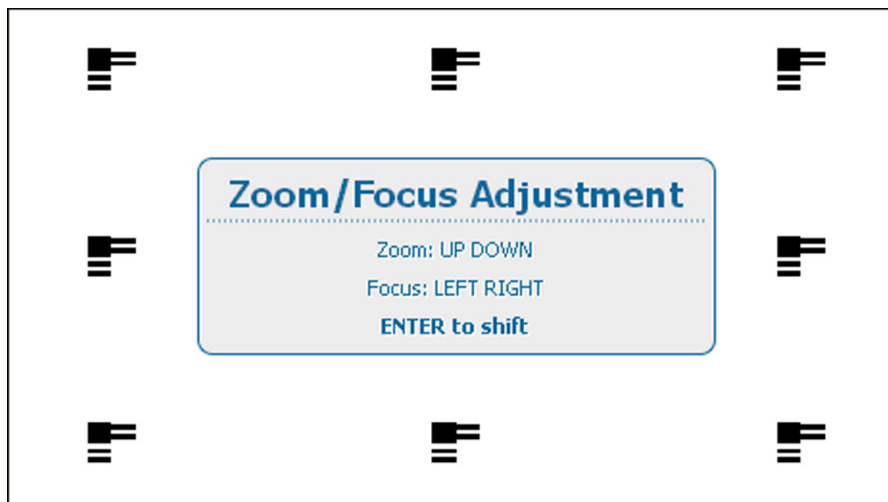 Zoom/Focus Adjustment
Zoom: UP DOWN
Focus: LEFT RIGHT
ENTER to shift